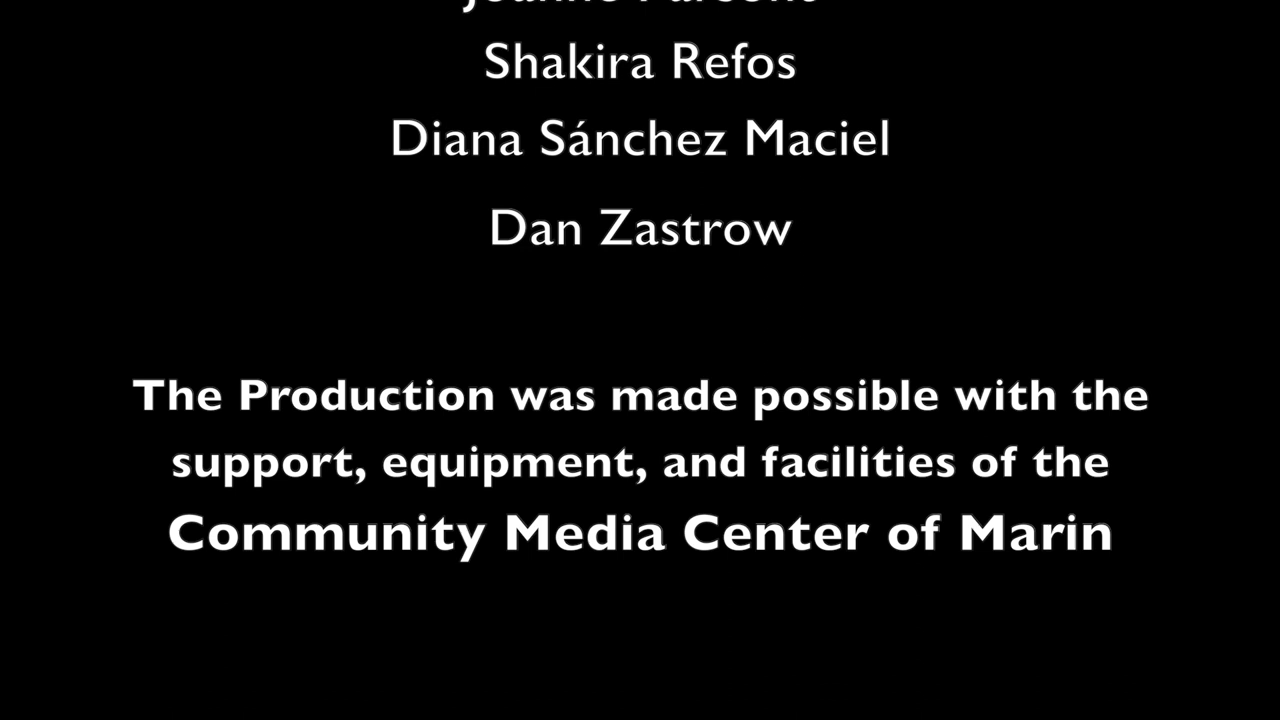 Shakira Refos
Diana Sánchez Maciel
Dan Zastrow
The Production was made possible with the
support, equipment, and facilities of the
Community Media Center of Marin